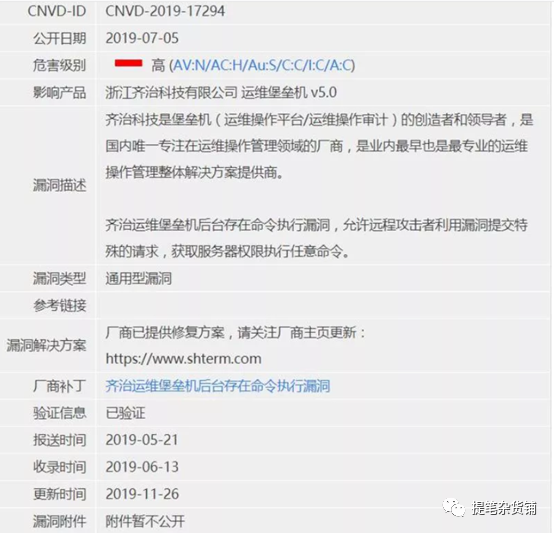 CNVD-ID CNVD-2019-17294
公开日期 2019-07-05
危害级别 高 (AV:N/AC:H/Au:S/C:C/I:C/A:C)
影响产品 浙江齐治科技有限公司 运维堡垒机 v5.0
齐治科技是堡垒机（运维操作平台/运维操作审计）的创造者和领导者，是
国内唯一专注在运维操作管理领域的厂商，是业内最早也是最专业的运维
操作管理整体解决方案提供商。
漏洞描述
齐治运维堡垒机后台存在命令执行漏洞，允许远程攻击者利用漏洞提交特
殊的请求，获取服务器权限执行任意命令。
漏洞类型 通用型漏洞
参考链接
厂商已提供修复方案，请关注厂商主页更新：
漏洞解决方案
https://www.shterm.com
厂商补丁 齐治运维堡垒机后台存在命令执行漏洞
验证信息 已验证
报送时间 2019-05-21
收录时间 2019-06-13
更新时间 2019-11-26
漏洞附件 附件暂不公开
提笔杂货铺